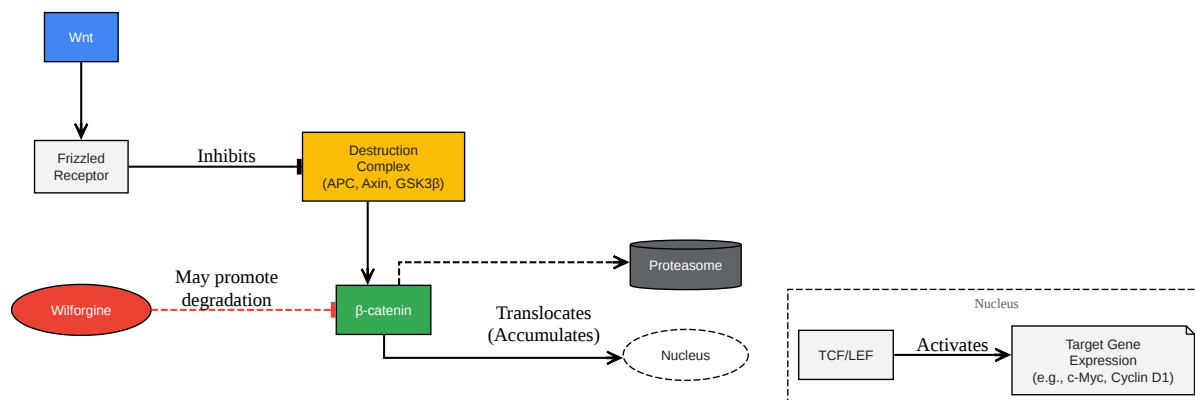 Wnt
Frizzled
Receptor
Inhibits
Destruction
Complex
(APC, Axin, GSK3β)
Wilforgine
May promote
degradation
β-catenin
Proteasome
Translocates
(Accumulates)
Nucleus
Nucleus
TCF/LEF
Activates
Target Gene
Expression
(e.g., c-Myc, Cyclin D1)